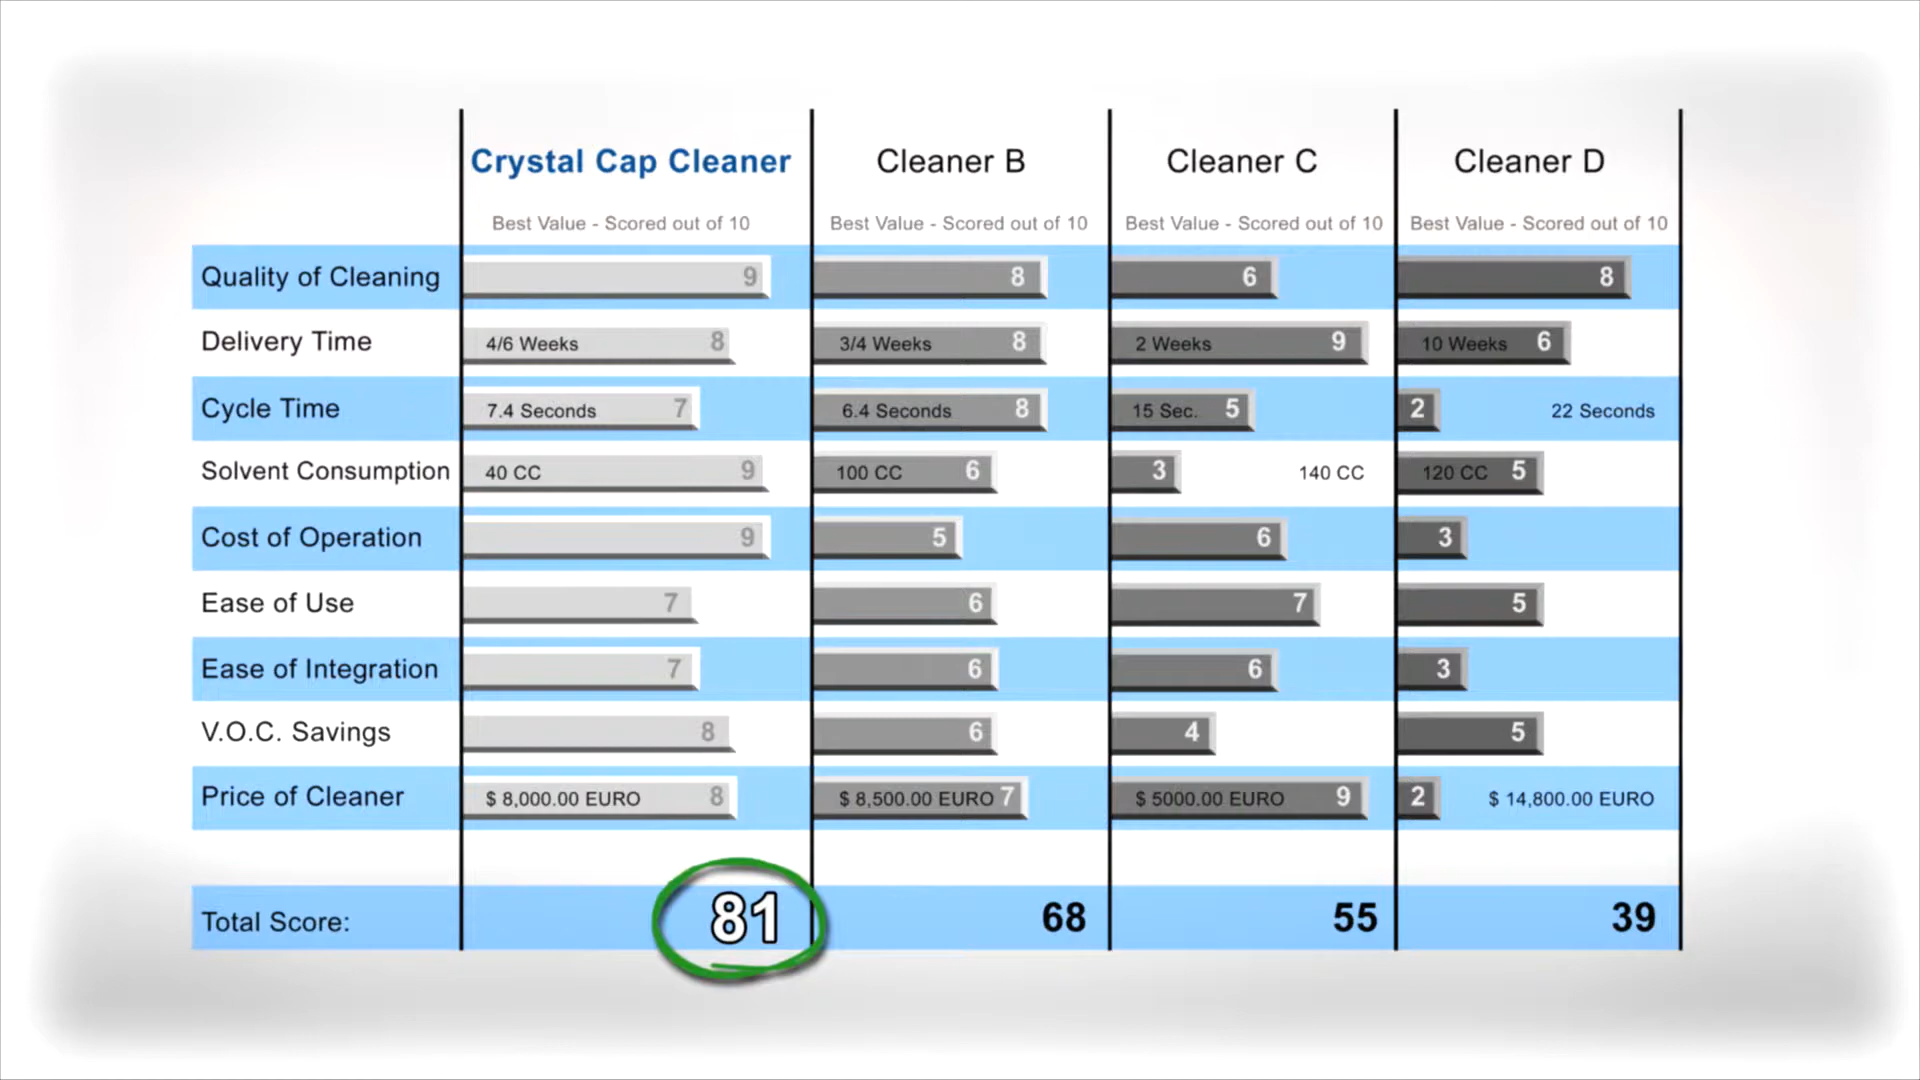 Crystal Cap Cleaner Cleaner B Cleaner C Cleaner D
Best Value - Scored out of 10 Best Value - Scored out of 10 Best Value - Scored out of 10 Best Value - Scored out of 10
Quality of Cleaning 9 8 6 8
Delivery Time 4/6 Weeks 8 3/4 Weeks 8 2 Weeks 9 10 Weeks 6
Cycle Time 7.4 Seconds 7 6.4 Seconds 8 15 Sec. 5 2 22 Seconds
Solvent Consumption 40 CC 9 100 CC 6 3 140 CC 120 CC 5
Cost of Operation 9 5 6 3
Ease of Use 7 6 7 5
Ease of Integration 7 6 6 3
V.O.C. Savings 8 6 4 5
Price of Cleaner $ 8,000.00 EURO 8 $ 8,500.00 EURO 7 $ 5000.00 EURO 9 2 $ 14,800.00 EURO
Total Score: 81 68 55 39